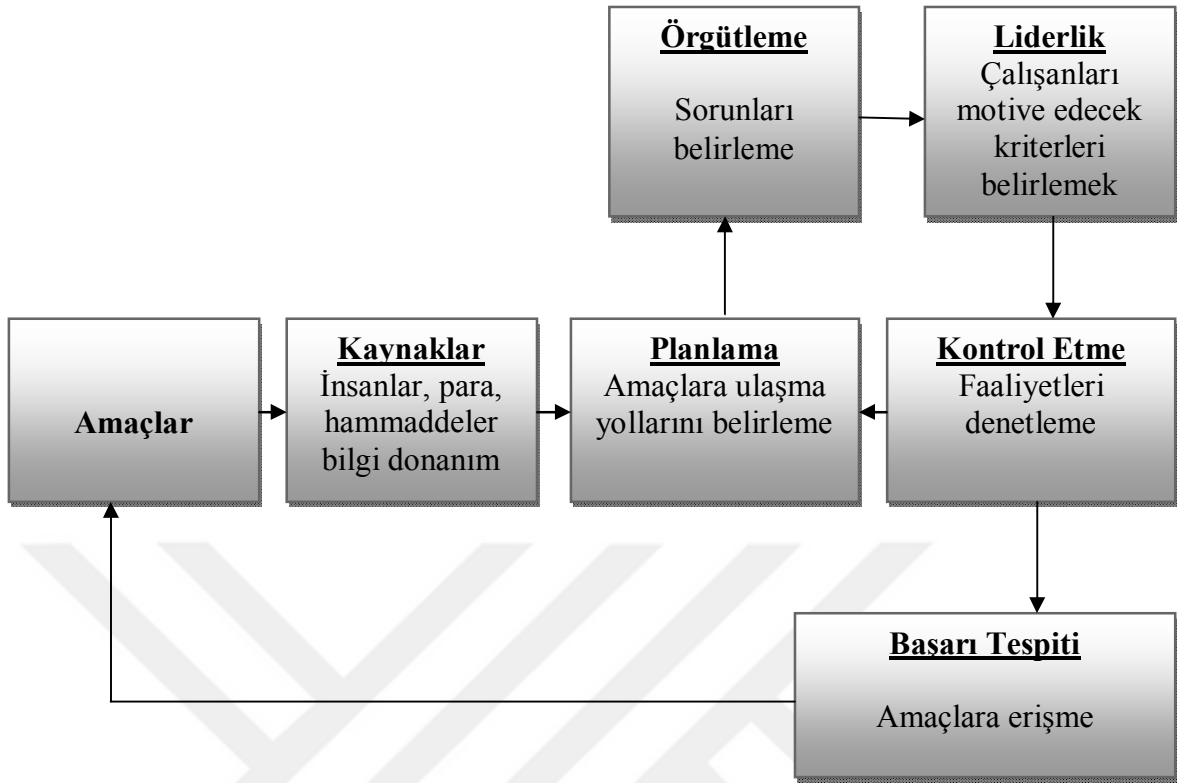 Örgütleme
Sorunları
belirleme
Liderlik
Çalışanları
motive edecek
kriterleri
belirlemek
Amaçlar
Kaynaklar
İnsanlar, para,
hammaddeler
bilgi donanım
Planlama
Amaçlara ulaşma
yollarını belirleme
Kontrol Etme
Faaliyetleri
denetleme
Başarı Tespiti
Amaçlara erişme